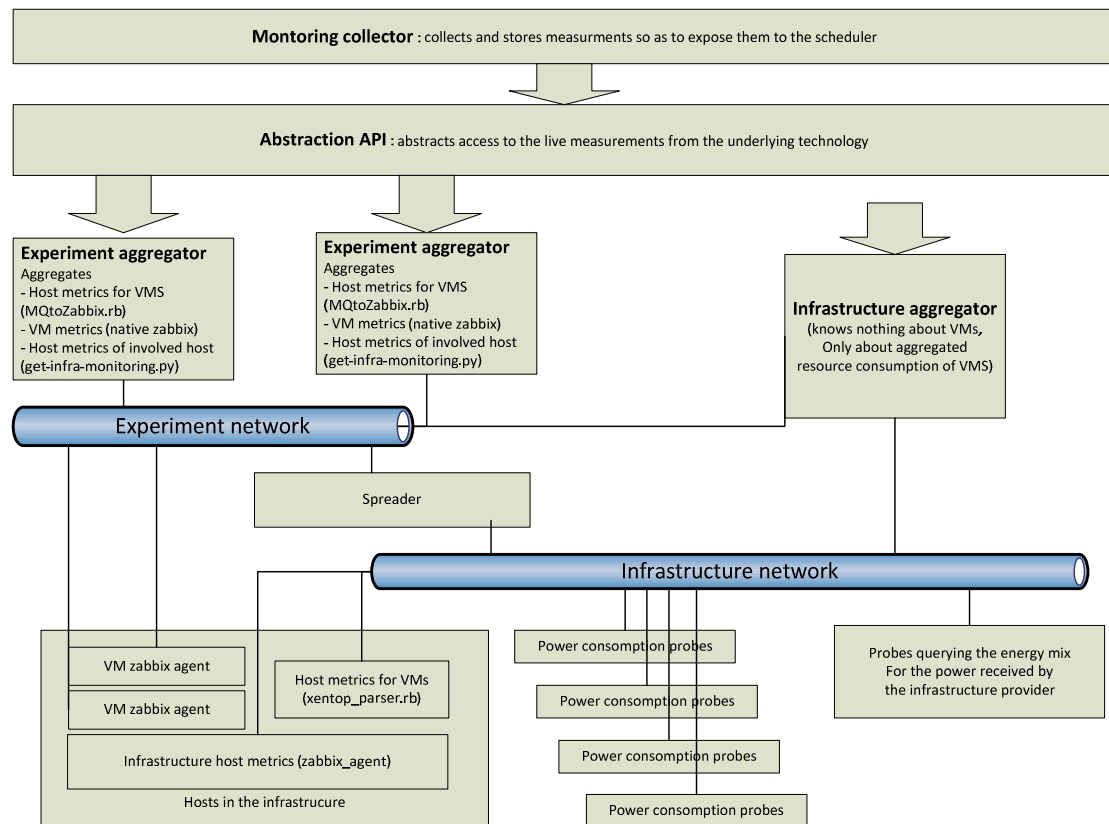 Montoring collector : collects and stores measurments so as to expose them to the scheduler
Abstraction API : abstracts access to the live measurements from the underlying technology
Experiment aggregator
Aggregates
- Host metrics for VMS
(MQtoZabbix.rb)
- VM metrics (native zabbix)
- Host metrics of involved host
(get-infra-monitoring.py)
Experiment aggregator
Aggregates
- Host metrics for VMS
(MQtoZabbix.rb)
- VM metrics (native zabbix)
- Host metrics of involved host
(get-infra-monitoring.py)
Infrastructure aggregator
(knows nothing about VMs,
Only about aggregated
resource consumption of VMS)
Experiment network
Spreader
Infrastructure network
VM zabbix agent
VM zabbix agent
Host metrics for VMs
(xentop_parser.rb)
Infrastructure host metrics (zabbix_agent)
Hosts in the infrastrucure
Power consumption probes
Power consumption probes
Power consumption probes
Power consumption probes
Probes querying the energy mix
For the power received by
the infrastructure provider